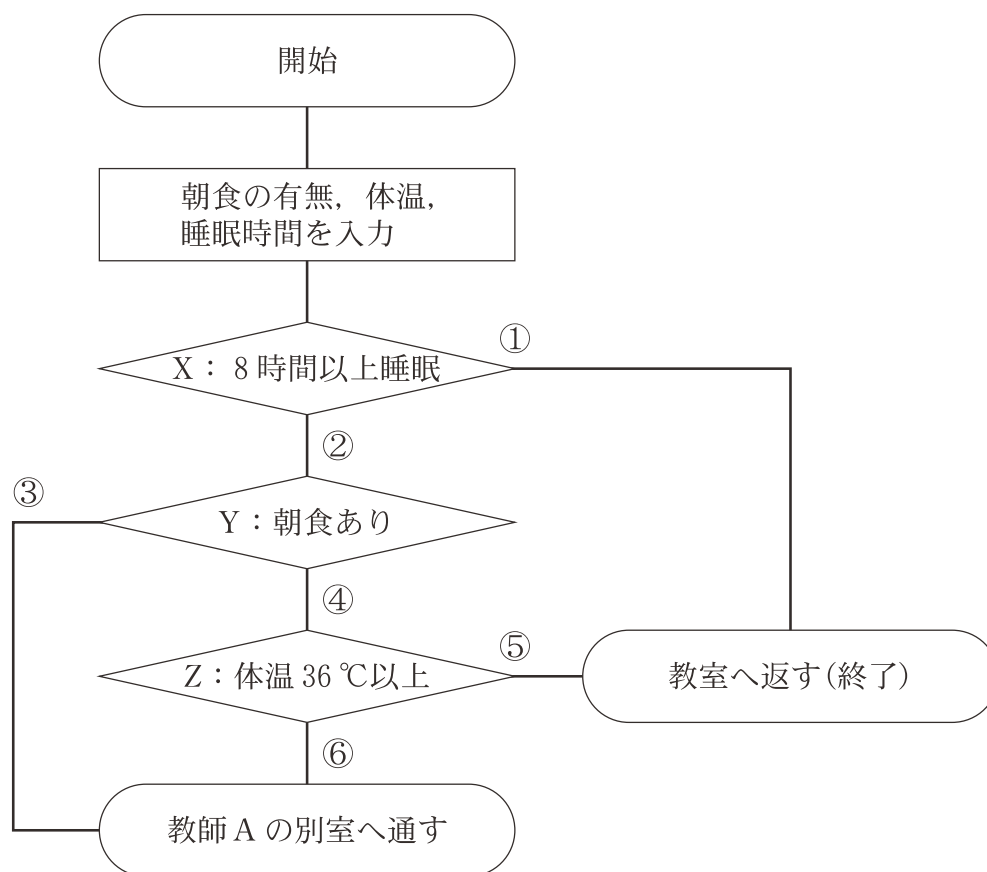 開始
朝食の有無，体温，
睡眠時間を入力
①
X：8時間以上睡眠
②
③
Y：朝食あり
④
⑤
Z：体温36℃以上
教室へ返す(終了)
⑥
教師Aの別室へ通す